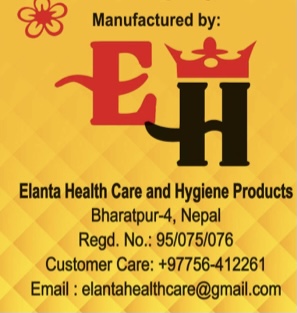 Manufactured by:
EH
Elanta Health Care and Hygiene Products
Bharatpur-4, Nepal
Regd. No.: 95/075/076
Customer Care: +97756-412261
Email : elantahealthcare@gmail.com